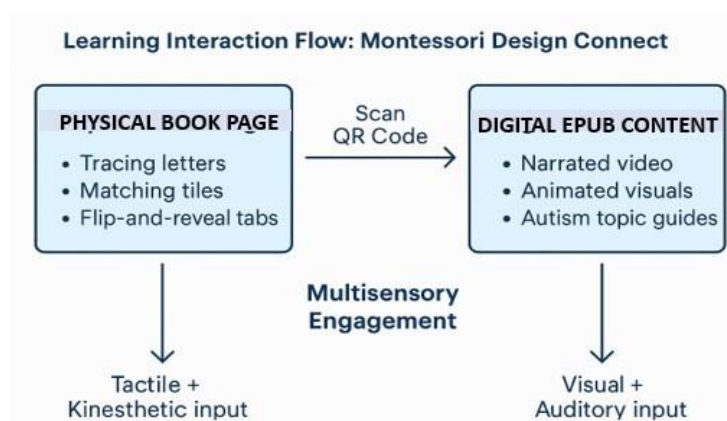 Learning Interaction Flow: Montessori Design Connect
PHYSICAL BOOK PAGE
• Tracing letters
• Matching tiles
• Flip-and-reveal tabs
Scan
QR Code
DIGITAL EPUB CONTENT
• Narrated video
• Animated visuals
• Autism topic guides
Multisensory
Engagement
Tactile +
Kinesthetic input
Visual +
Auditory input